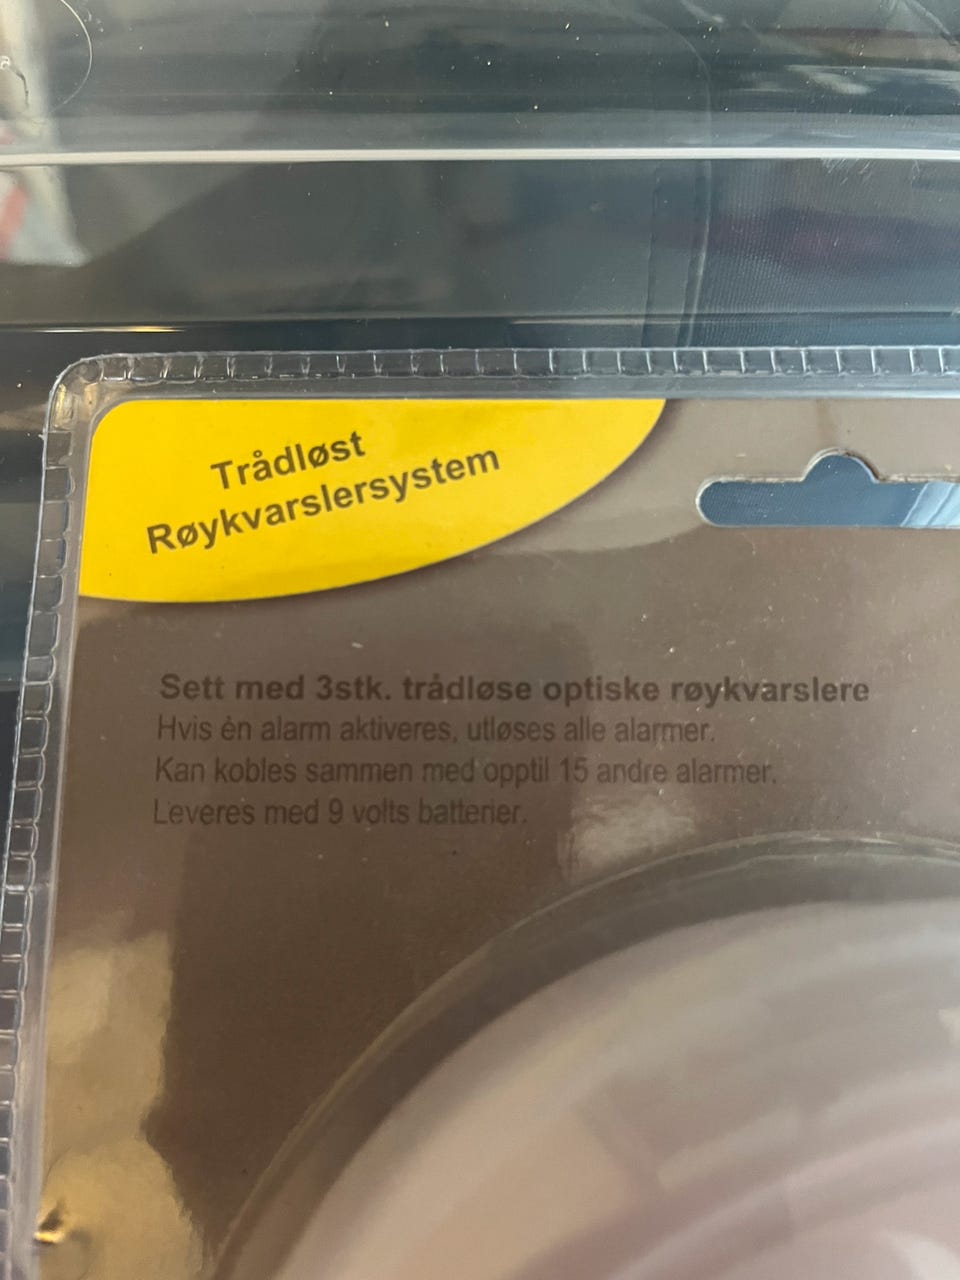 Trådløst
Røykvarslersystem
Sett med 3stk. trådløse optiske røykvarslere
Hvis én alarm aktiveres, utløses alle alarmer.
Kan kobles sammen med opptil 15 andre alarmer.
Leveres med 9 volts batterier.